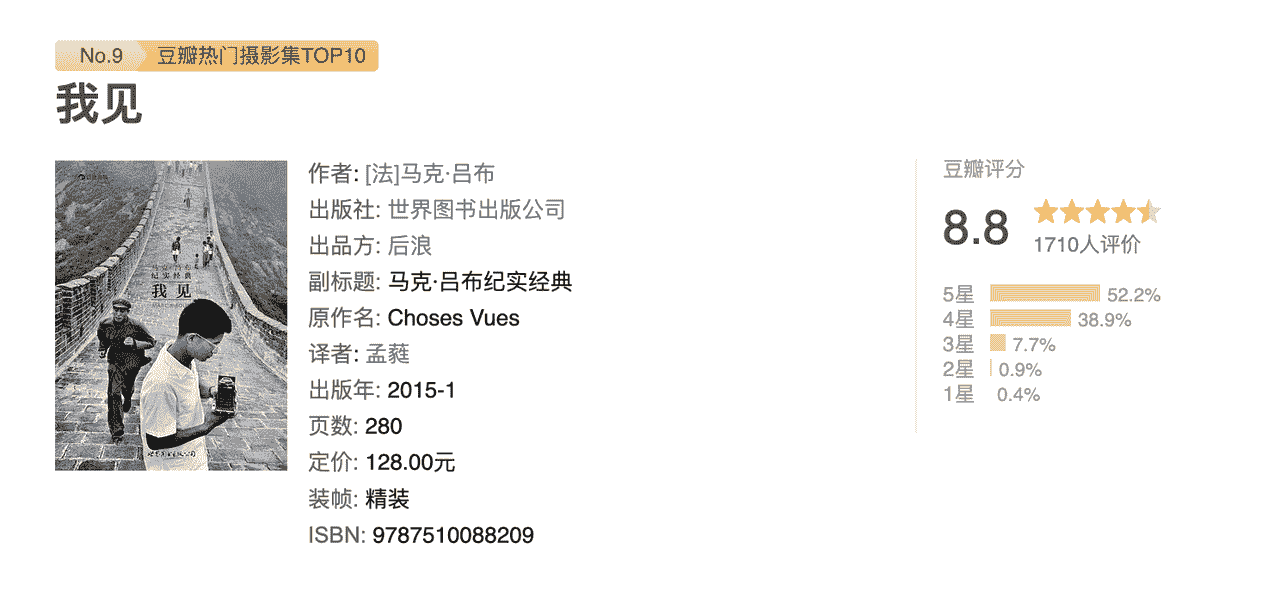 No.9 豆瓣热门摄影集TOP10
我见
马克·吕布
纪实经典
我见
作者: [法]马克·吕布
出版社: 世界图书出版公司
出品方: 后浪
副标题: 马克·吕布纪实经典
原作名: Choses Vues
译者: 孟蕤
出版年: 2015-1
页数: 280
定价: 128.00元
装帧: 精装
ISBN: 9787510088209
豆瓣评分
8.8
1710人评价
5星 52.2%
4星 38.9%
3星 7.7%
2星 0.9%
1星 0.4%